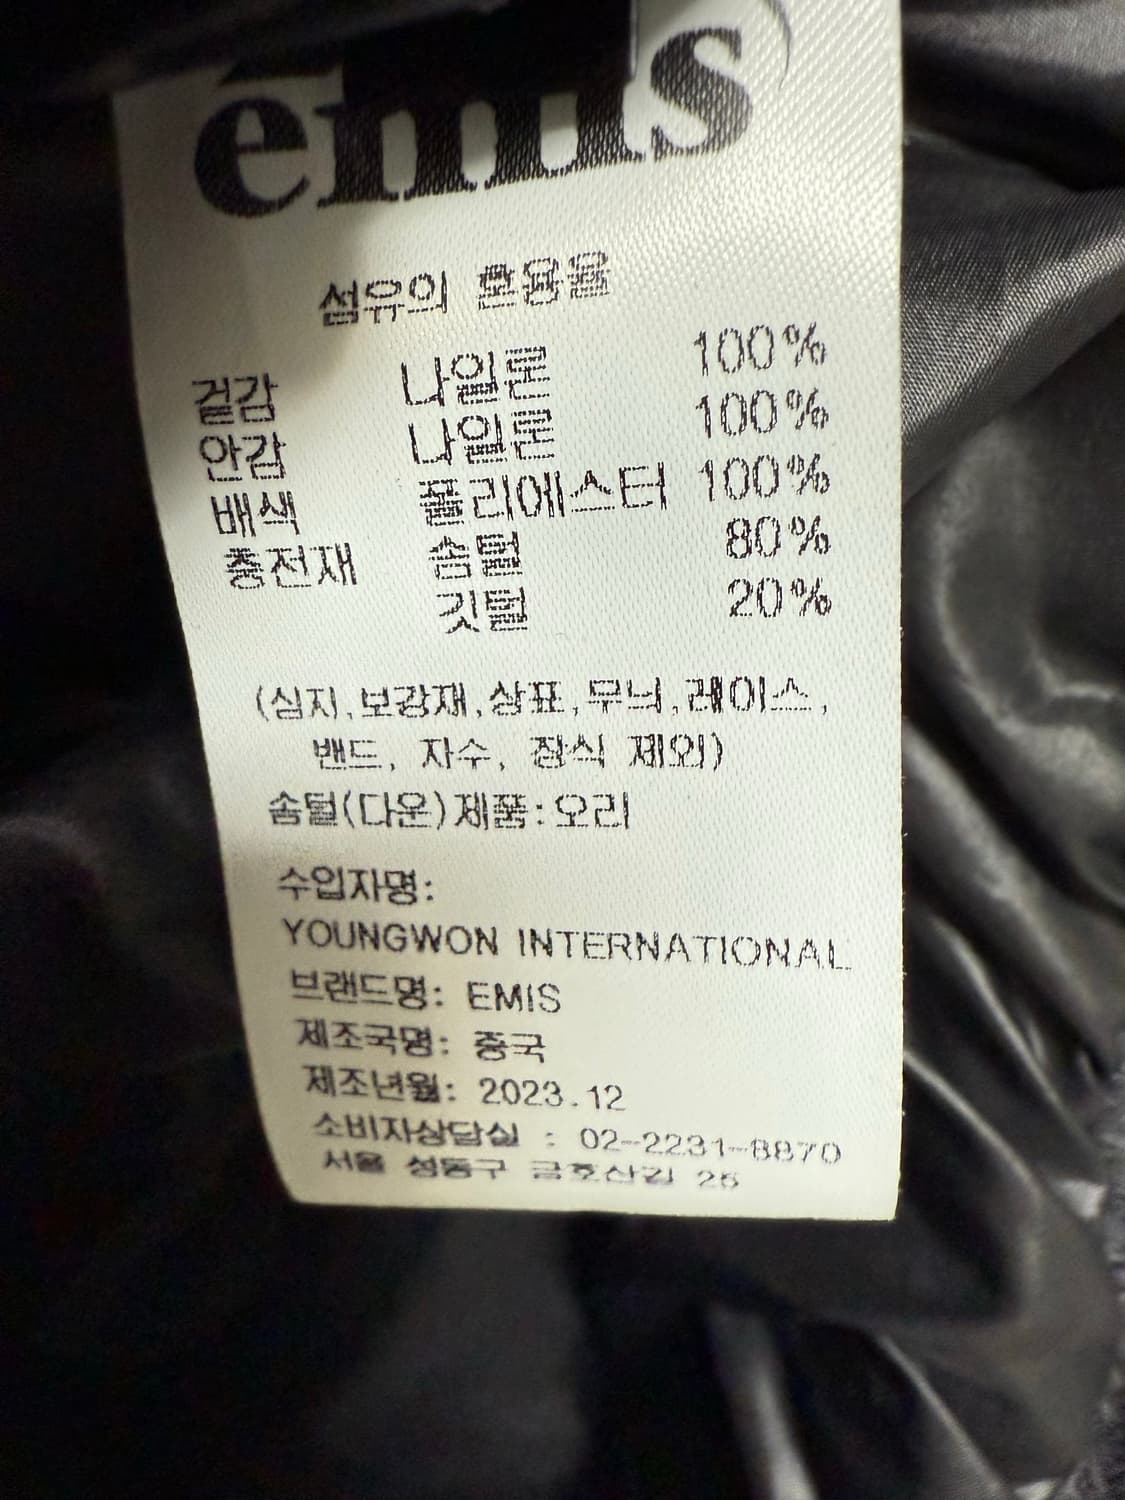 emis
섬유의 혼용율
겉감 나일론 100%
안감 나일론 100%
배색 폴리에스터 100%
충전재 솜털 80%
깃털 20%
(심지,보강재,상표,무늬,레이스,
밴드, 자수, 장식 제외)
솜털(다운)제품:오리
수입자명:
YOUNGWON INTERNATIONAL
브랜드명: EMIS
제조국명: 중국
제조년월: 2023.12
소비자상담실 : 02-2231-8870
서울 성동구 금호산길 26